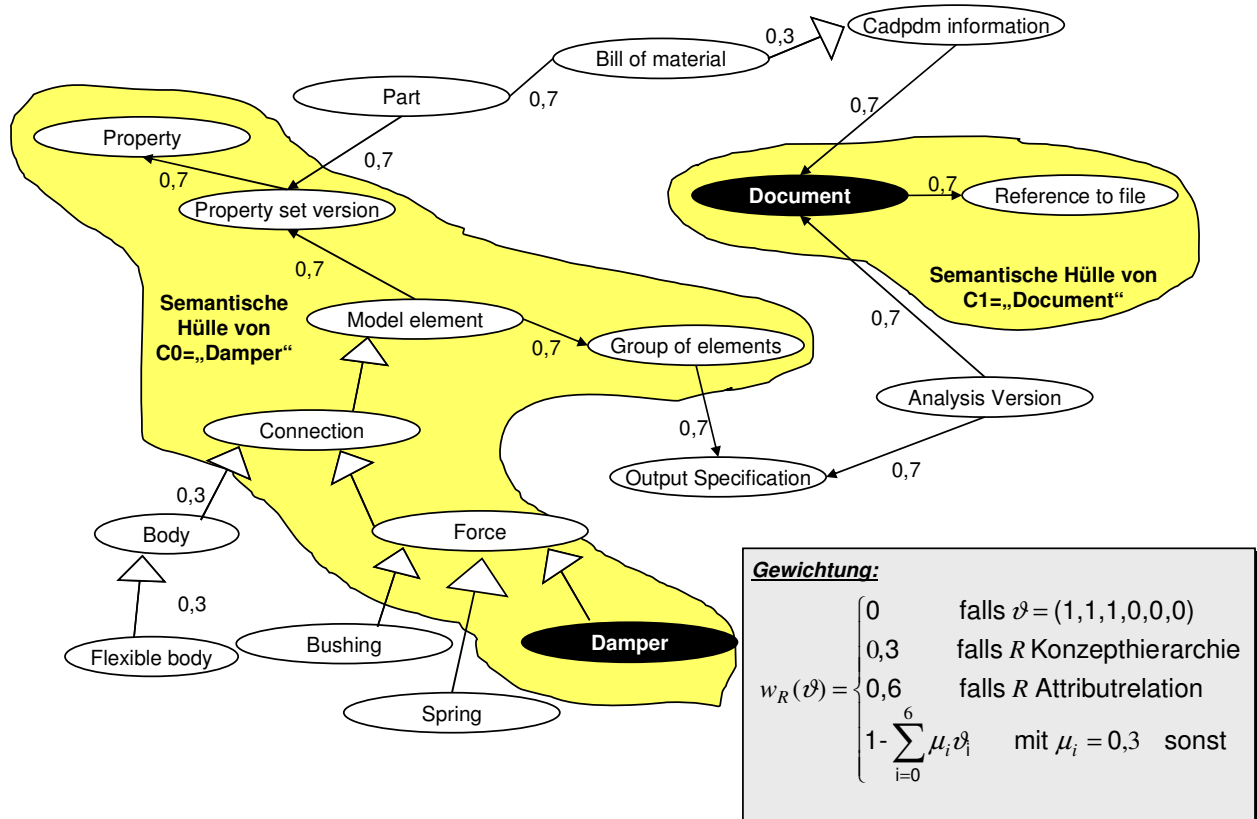 Cadpdm information
0,3
Bill of material
Part
0,7
0,7
Property
0,7
0,7
Document
0,7
Reference to file
Property set version
0,7
Semantische
Hülle von
C0=„Damper“
Semantische Hülle von
C1=„Document“
Model element
0,7
0,7
Group of elements
Analysis Version
Connection
0,7
0,7
Output Specification
0,3
Body
Force
0,3
Bushing
Damper
Flexible body
Spring
Gewichtung:
0 falls ϑ = (1,1,1,0,0,0)
0,3 falls R Konzepthierarchie
w_R(ϑ) = 0,6 falls R Attributrelation
1- ∑_{i=0}^{6} μ_i ϑ_i mit μ_i = 0,3 sonst